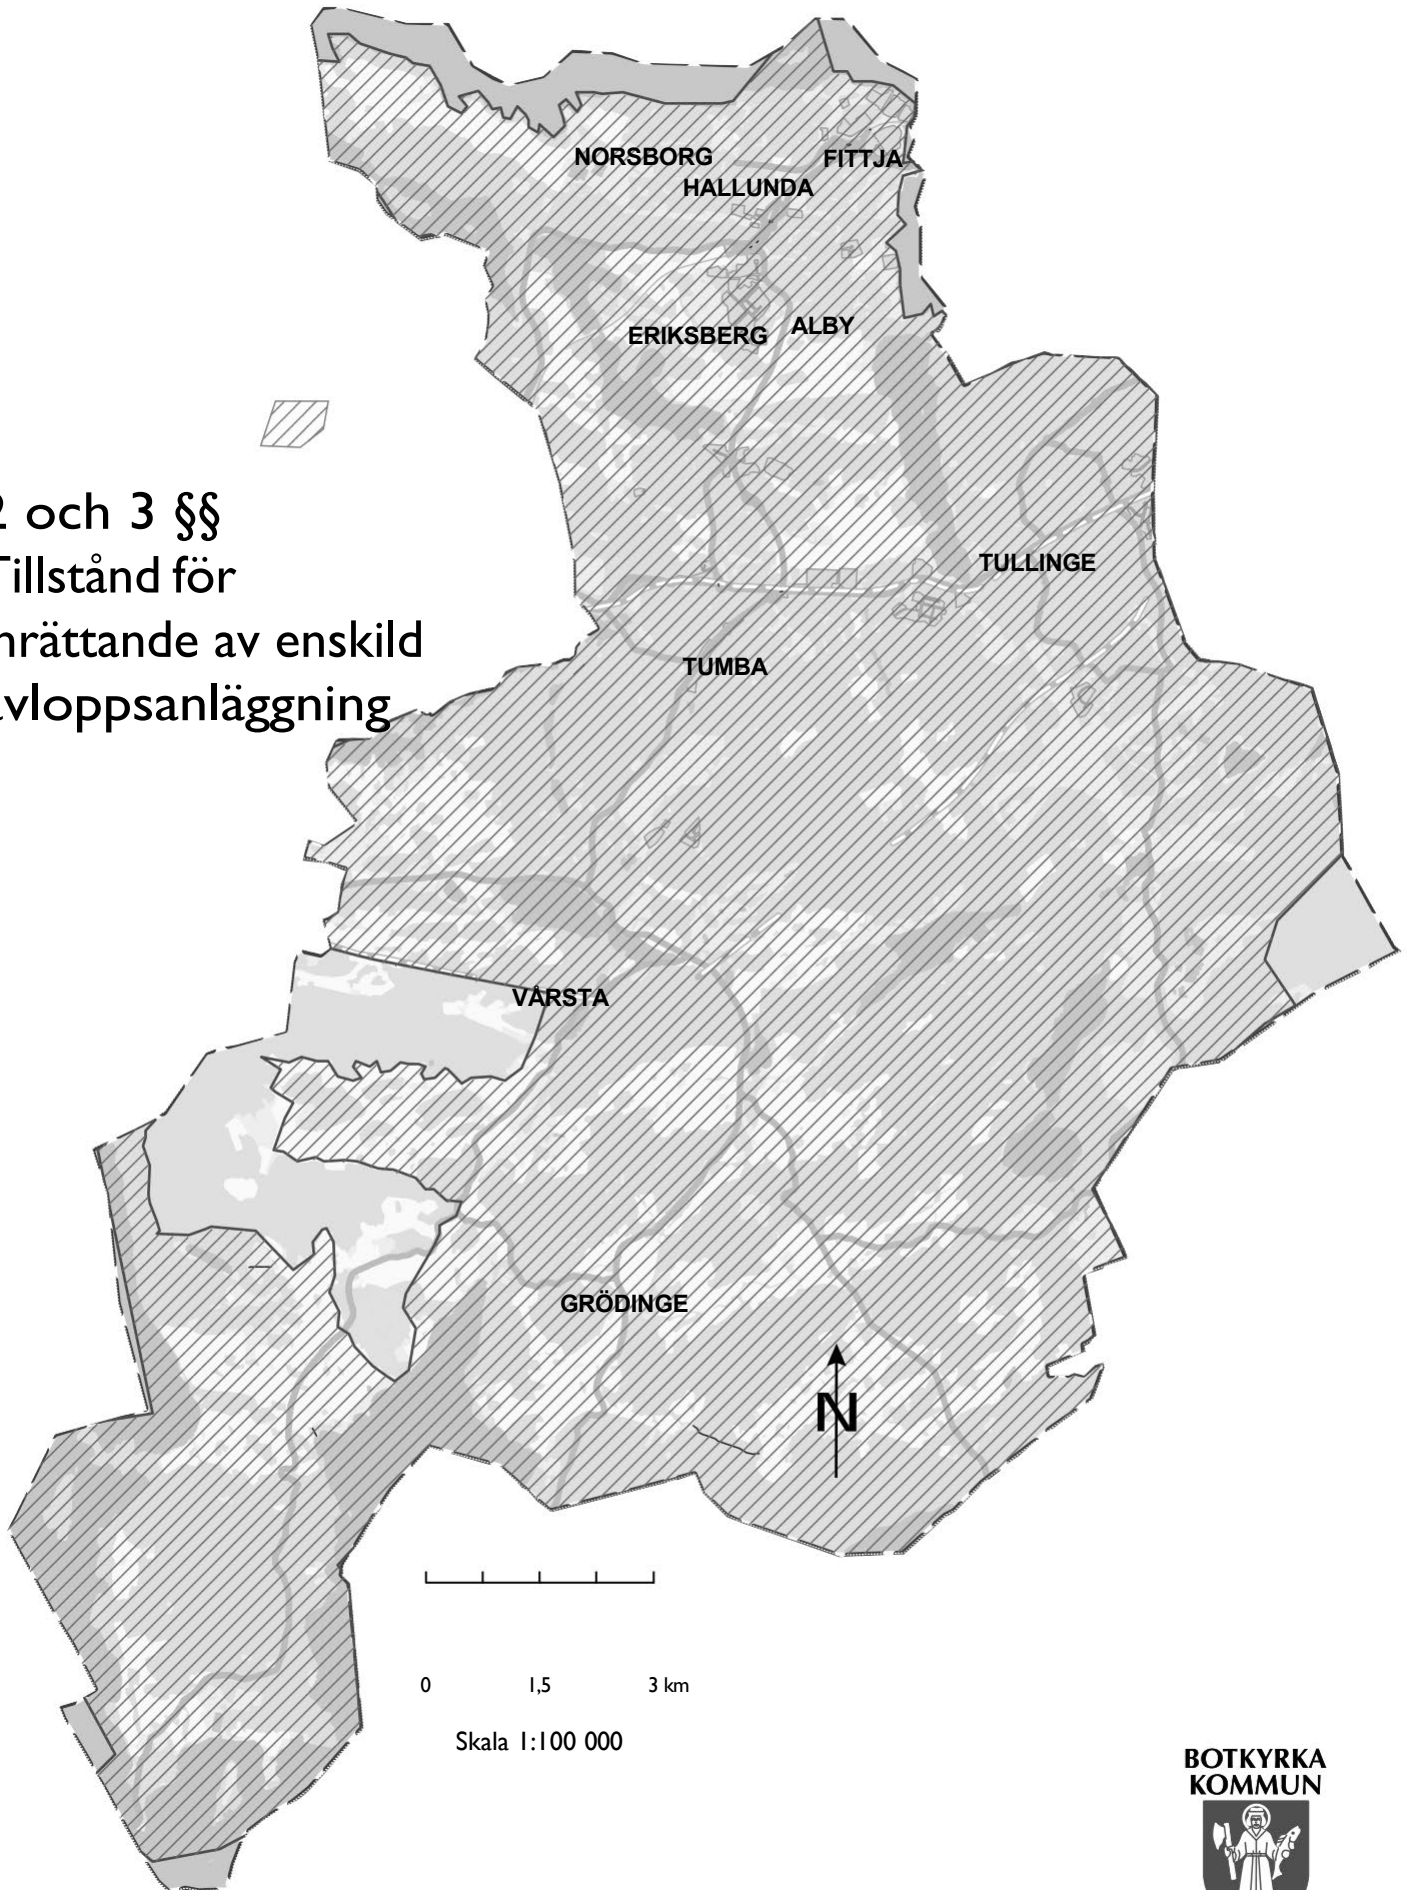 NORSBORG
FITTJA
HALLUNDA
ERIKSBERG
ALBY
2 och 3 §§
Tillstånd för
nrättande av enskild
avloppsanläggning
TULLINGE
TUMBA
VÅRSTA
GRÖDINGE
N
0 1,5 3 km
Skala 1:100 000
BOTKYRKA
KOMMUN